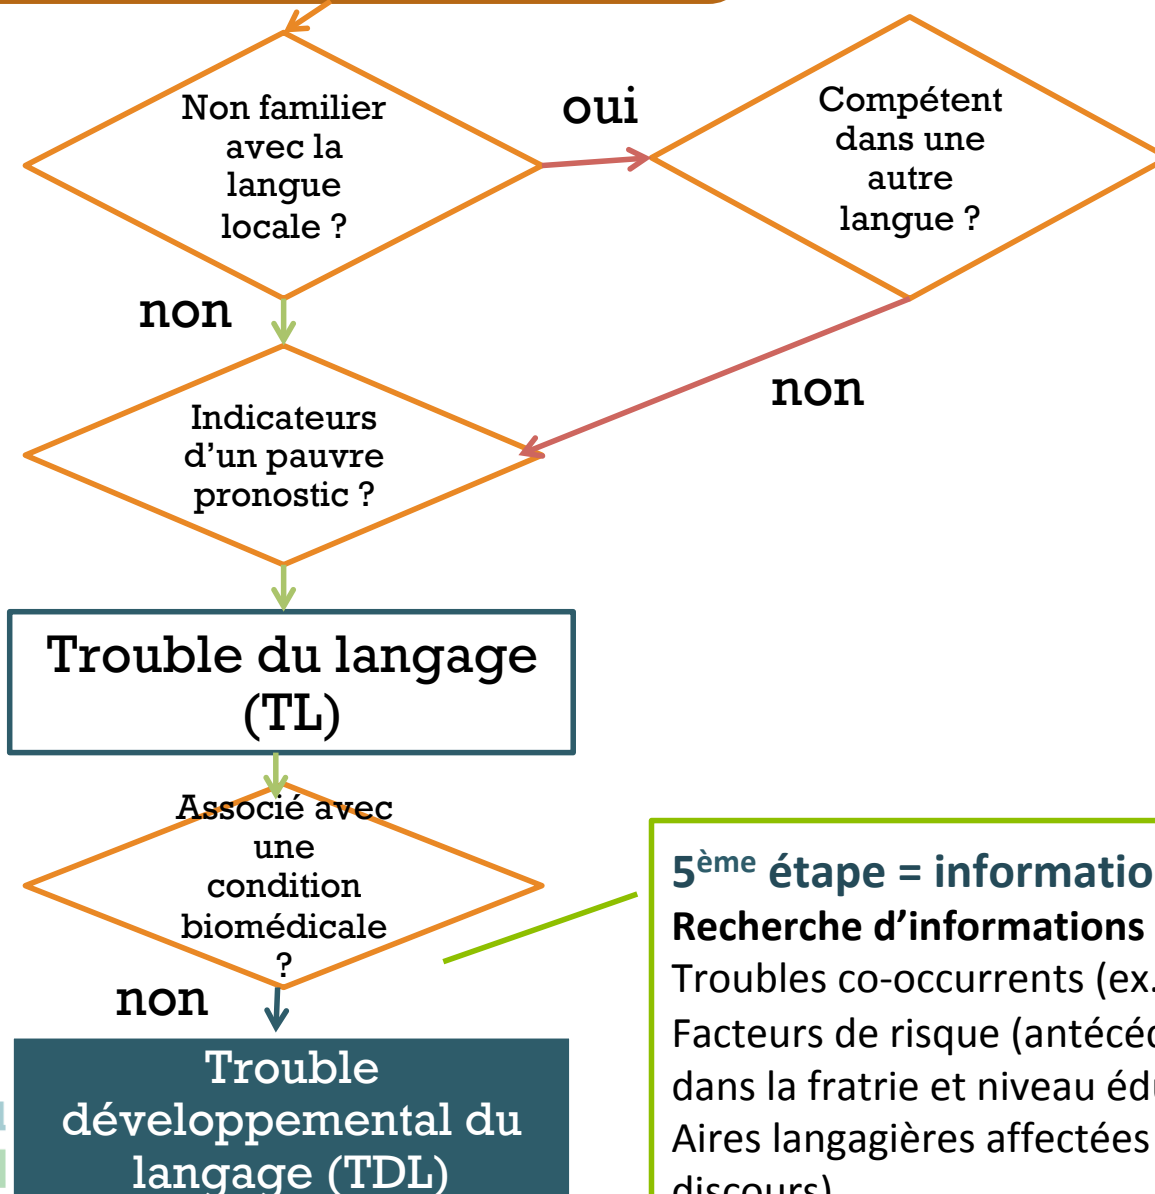 Non familier
avec la
langue
locale ?
oui
Compétent
dans une
autre
langue ?
non
non
Indicateurs
d’un pauvre
pronostic ?
Trouble du langage
(TL)
Associé avec
une
condition
biomédicale
?
non
Trouble
développemental du
langage (TDL)
5ème étape = informatio
Recherche d’informations
Troubles co-occurrents (ex.
Facteurs de risque (antécéd
dans la fratrie et niveau édu
Aires langagières affectées
discours)